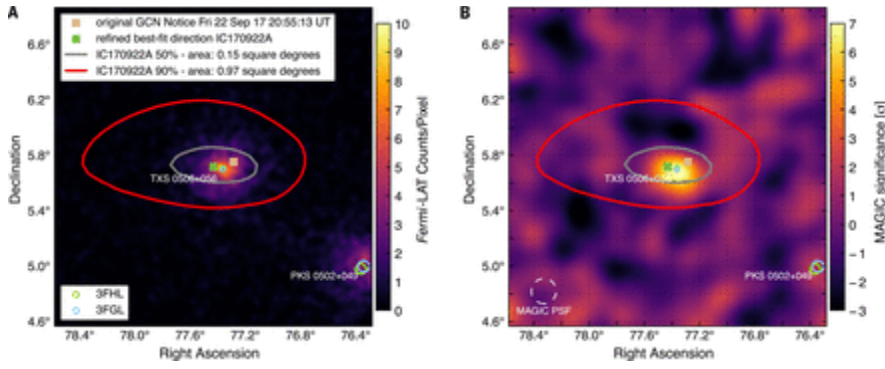 A
original GCN Notice Fri 22 Sep 17 20:55:13 UT
refined best-fit direction IC170922A
IC170922A 50% - area: 0.15 square degrees
IC170922A 90% - area: 0.97 square degrees
6.6°
6.2°
5.8°
5.4°
5.0°
4.6°
Declination
TXS 0506+056
PKS 0502+049
3FHL
3FGL
78.4° 78.0° 77.6° 77.2° 76.8° 76.4°
Right Ascension
10
9
8
7
6
5
4
3
2
1
0
Fermi-LAT Counts/Pixel
B
6.6°
6.2°
5.8°
5.4°
5.0°
4.6°
Declination
TXS 0506+056
PKS 0502+049
MAGIC PSF
78.4° 78.0° 77.6° 77.2° 76.8° 76.4°
Right Ascension
7
6
5
4
3
2
1
0
−1
−2
−3
MAGIC significance [σ]